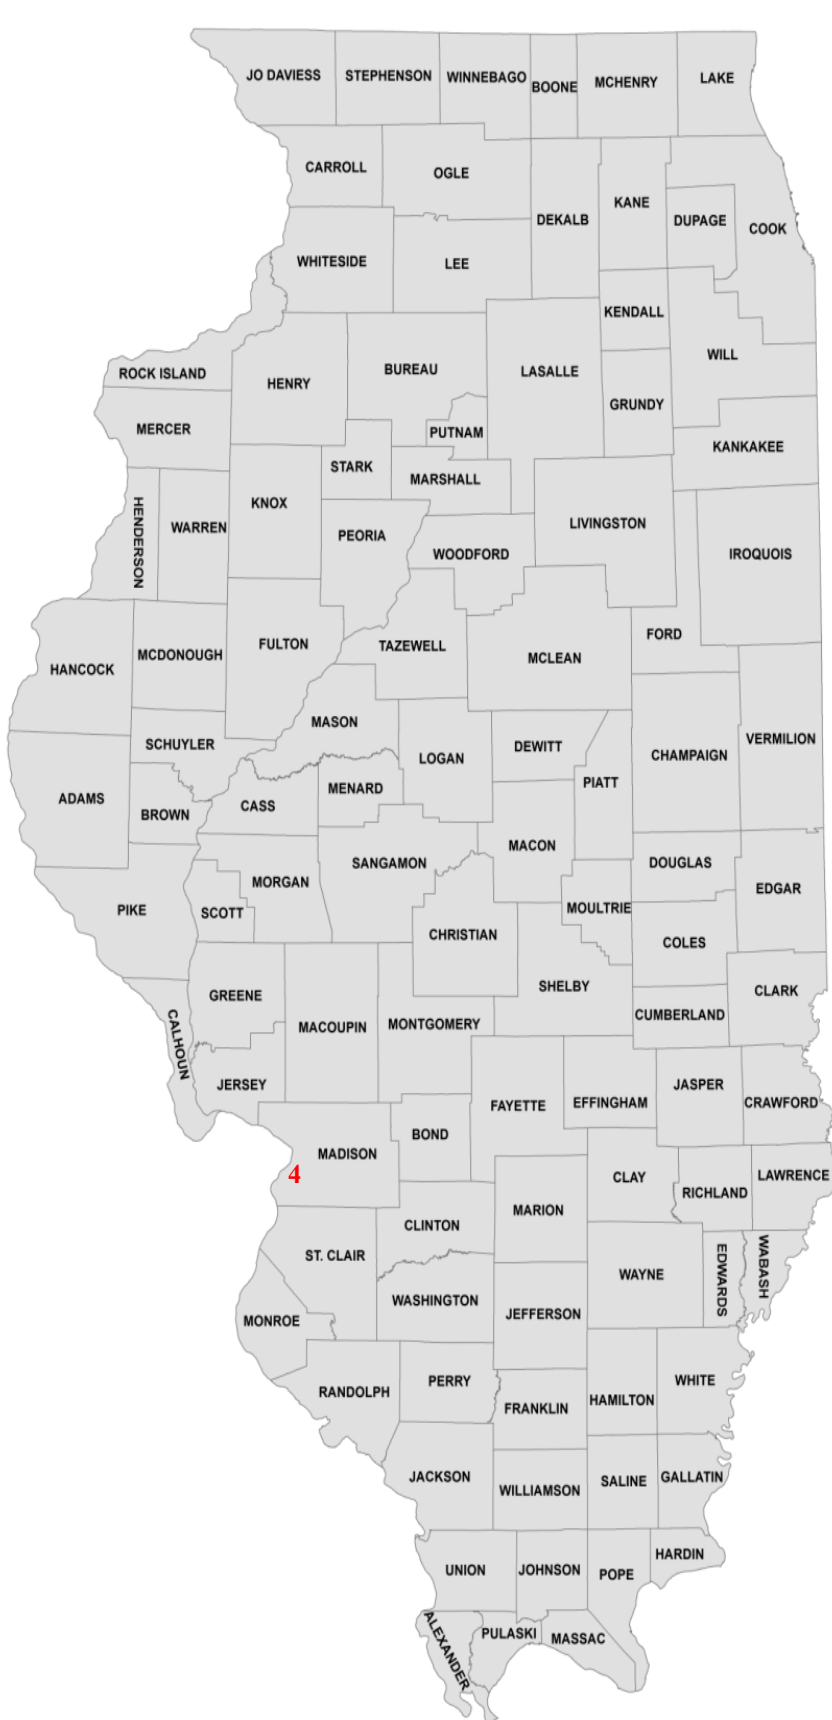 JO DAVIESS
STEPHENSON
WINNEBAGO
BOONE
MCHENRY
LAKE
CARROLL
OGLE
DEKALB
KANE
DUPAGE
COOK
WHITESIDE
LEE
KENDALL
ROCK ISLAND
HENRY
BUREAU
LASALLE
WILL
GRUNDY
MERCER
PUTNAM
KANKAKEE
STARK
MARSHALL
HENDERSON
WARREN
KNOX
PEORIA
WOODFORD
LIVINGSTON
IROQUOIS
HANCOCK
MCDONOUGH
FULTON
TAZEWELL
MCLEAN
FORD
SCHUYLER
MASON
LOGAN
DEWITT
PIATT
CHAMPAIGN
VERMILION
ADAMS
BROWN
CASS
MENARD
MACON
DOUGLAS
EDGAR
PIKE
SCOTT
MORGAN
SANGAMON
CHRISTIAN
MOULTRIE
COLES
GREENE
SHELBY
CLARK
CALHOUN
MACOUPIN
MONTGOMERY
CUMBERLAND
JERSEY
FAYETTE
EFFINGHAM
JASPER
CRAWFORD
MADISON
4
BOND
CLAY
RICHLAND
LAWRENCE
ST. CLAIR
CLINTON
MARION
WAYNE
EDWARDS
WABASH
MONROE
WASHINGTON
JEFFERSON
RANDOLPH
PERRY
FRANKLIN
HAMILTON
WHITE
JACKSON
WILLIAMSON
SALINE
GALLATIN
UNION
JOHNSON
POPE
HARDIN
ALEXANDER
PULASKI
MASSAC